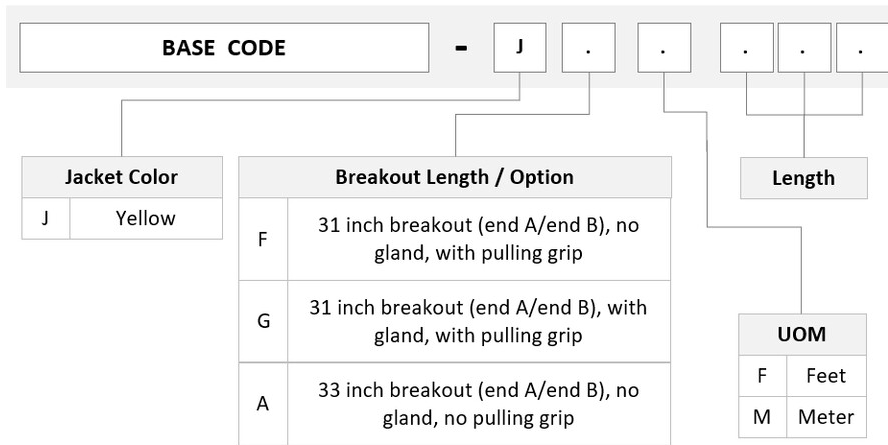 BASE CODE - J . . . . .
Jacket Color
J Yellow
Breakout Length / Option
F 31 inch breakout (end A/end B), no
gland, with pulling grip
G 31 inch breakout (end A/end B), with
gland, with pulling grip
A 33 inch breakout (end A/end B), no
gland, no pulling grip
Length
UOM
F Feet
M Meter